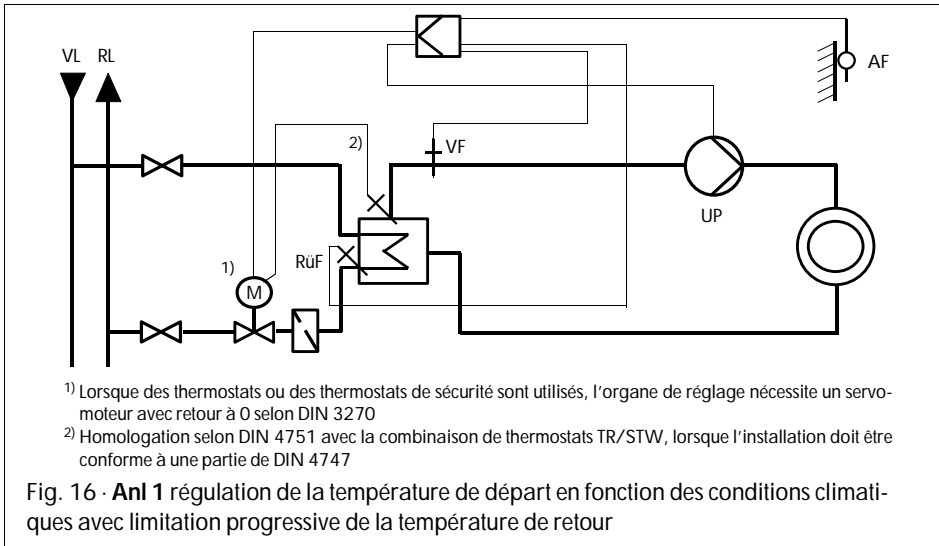 VL RL
AF
2)
VF
UP
RüF
1)
M
1) Lorsque des thermostats ou des thermostats de sécurité sont utilisés, l'organe de réglage nécessite un servo-
moteur avec retour à 0 selon DIN 3270
2) Homologation selon DIN 4751 avec la combinaison de thermostats TR/STW, lorsque l'installation doit être
conforme à une partie de DIN 4747
Fig. 16 · Anl 1 régulation de la température de départ en fonction des conditions climati-
ques avec limitation progressive de la température de retour